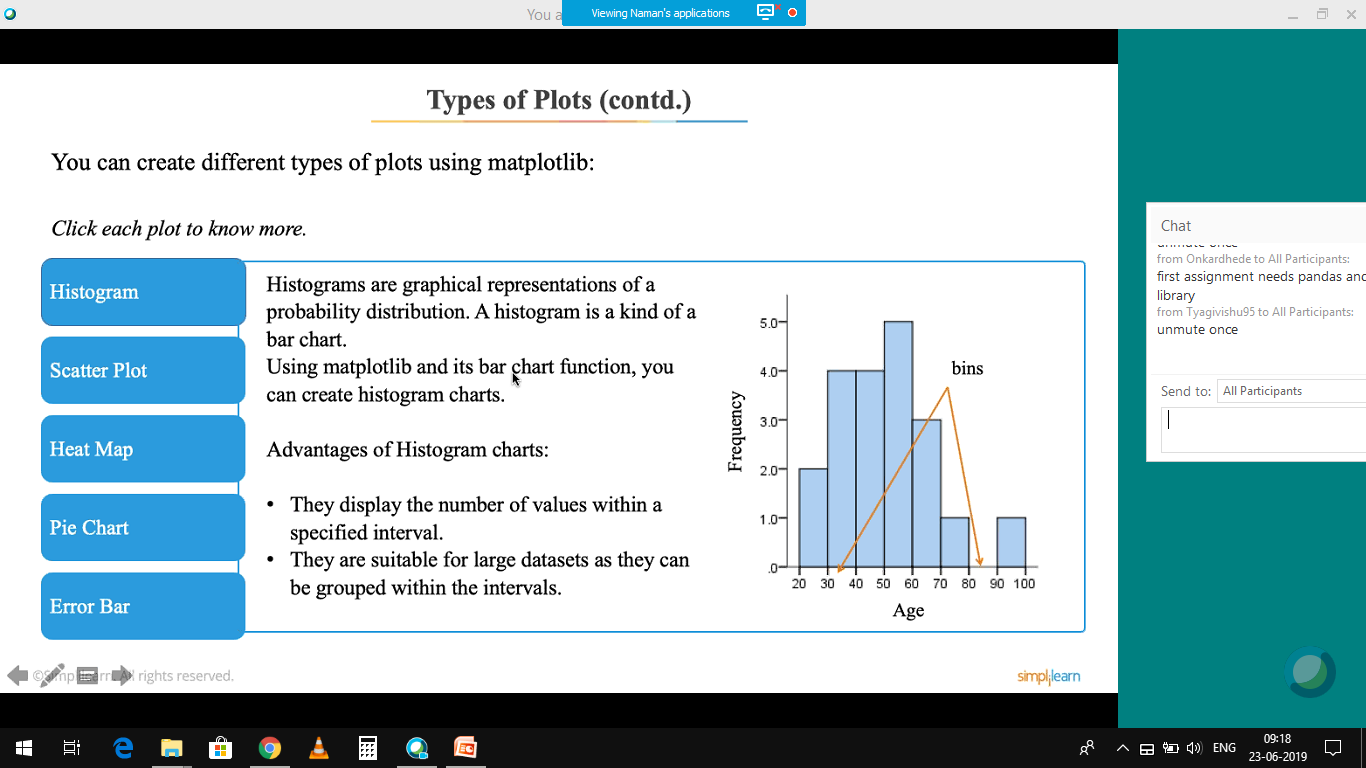 You a
Viewing Naman's applications
Types of Plots (contd.)
You can create different types of plots using matplotlib:
Click each plot to know more.
Histogram
Scatter Plot
Heat Map
Pie Chart
Error Bar
Histograms are graphical representations of a
probability distribution. A histogram is a kind of a
bar chart.
Using matplotlib and its bar chart function, you
can create histogram charts.
Advantages of Histogram charts:
• They display the number of values within a
specified interval.
• They are suitable for large datasets as they can
be grouped within the intervals.
bins
Frequency
5.0
4.0
3.0
2.0
1.0
.0
20 30 40 50 60 70 80 90 100
Age
©Simplilearn. All rights reserved.
simplilearn
Chat
unmute once
from Onkardhede to All Participants:
first assignment needs pandas and
library
from Tyagivishu95 to All Participants:
unmute once
Send to: All Participants
ENG
09:18
23-06-2019